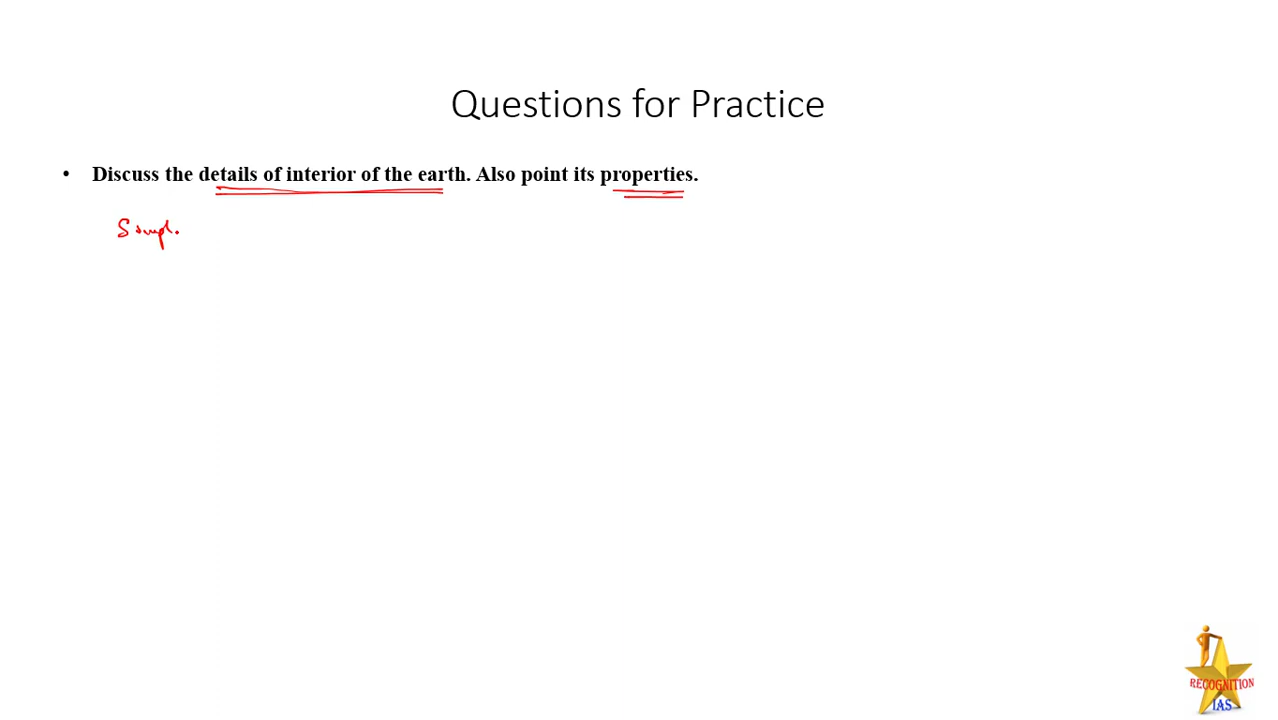 Questions for Practice
• Discuss the details of interior of the earth. Also point its properties.
RECOGNITION
IAS